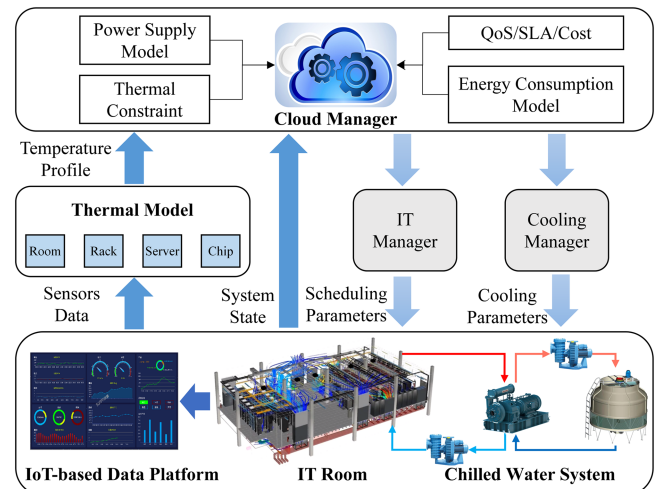 Power Supply
Model
Thermal
Constraint
QoS/SLA/Cost
Energy Consumption
Model
Cloud Manager
Temperature
Profile
Thermal Model
Room
Rack
Server
Chip
IT
Manager
Cooling
Manager
Sensors
Data
System
State
Scheduling
Parameters
Cooling
Parameters
IoT-based Data Platform
IT Room
Chilled Water System